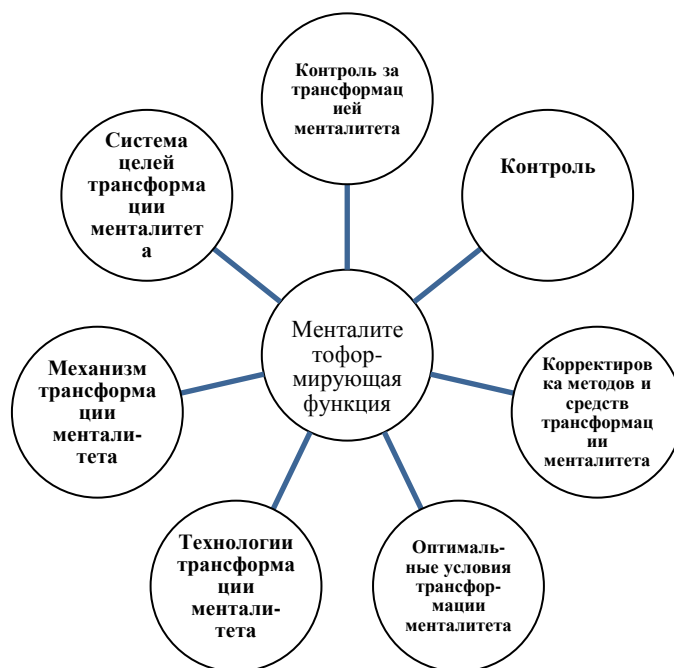 Контроль за
трансформац
ией
менталитета
Контроль
Система
целей
трансформа
ции
менталитет
а
Менталите
тоформ-
мирующая
функция
Механизм
трансформа
ции
ментали-
тета
Корректиров
ка методов и
средств
трансформац
ии
менталитета
Технологии
трансформа
ции
ментали-
тета
Оптималь-
ные условия
трансфор-
мации
менталитета